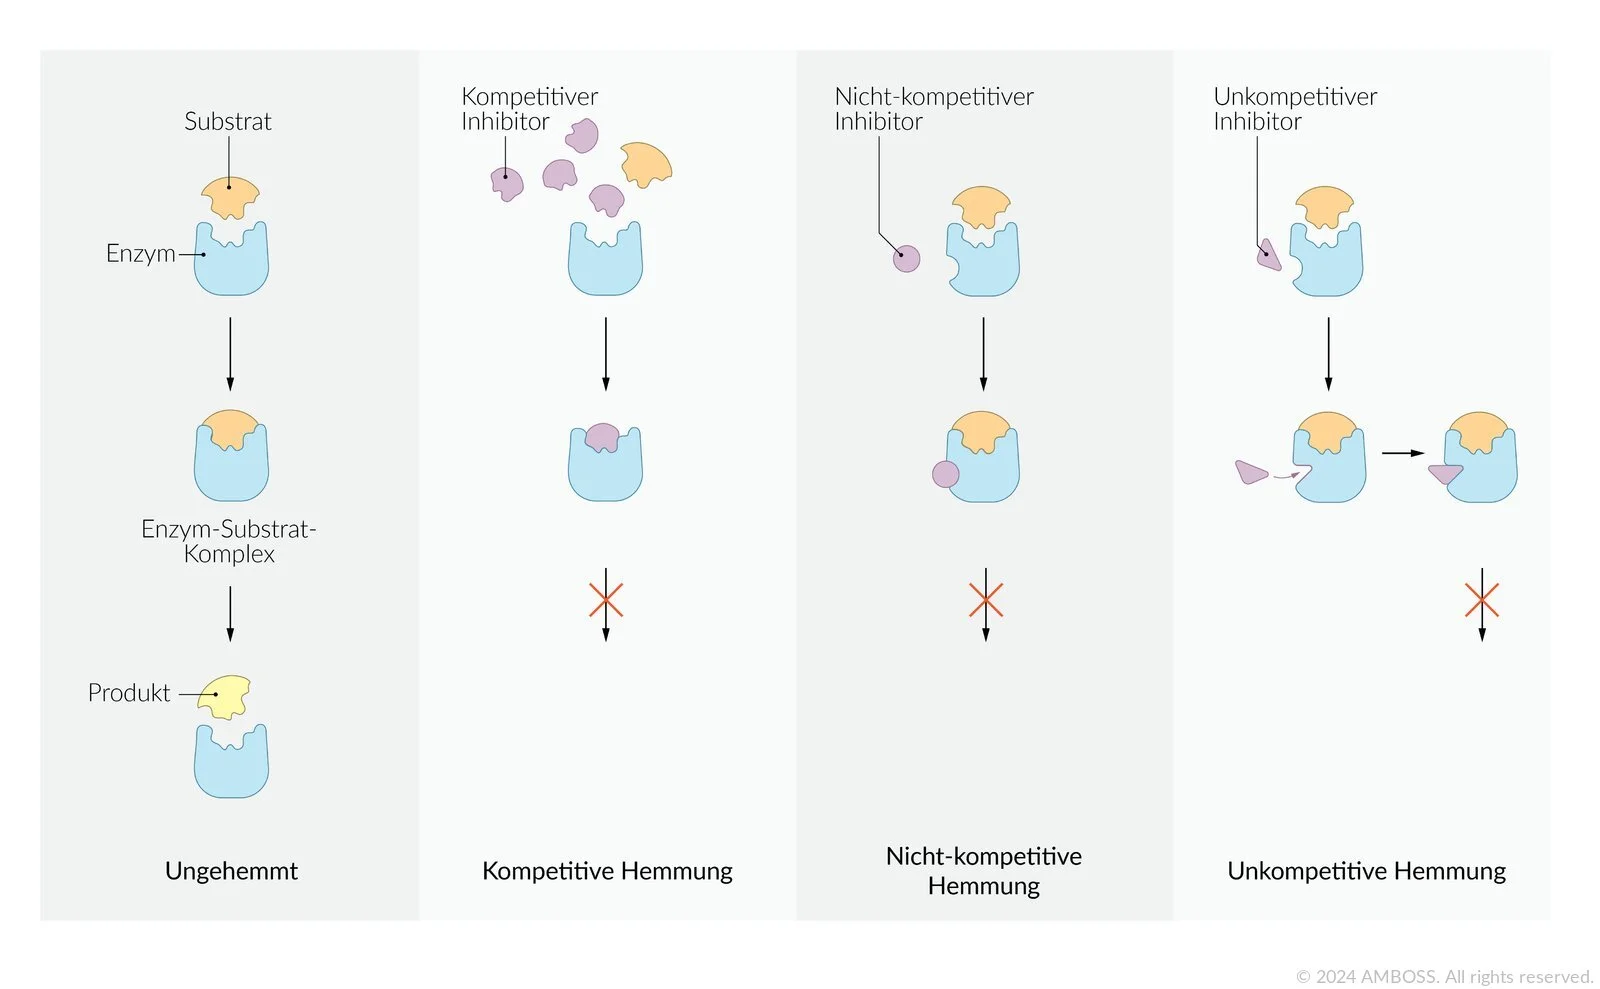 Substrat
Enzym
Enzym-Substrat-
Komplex
Produkt
Ungehemmt
Kompetitiver
Inhibitor
Kompetitive Hemmung
Nicht-kompetitiver
Inhibitor
Nicht-kompetitive
Hemmung
Unkompetitiver
Inhibitor
Unkompetitive Hemmung
© 2024 AMBOSS. All rights reserved.